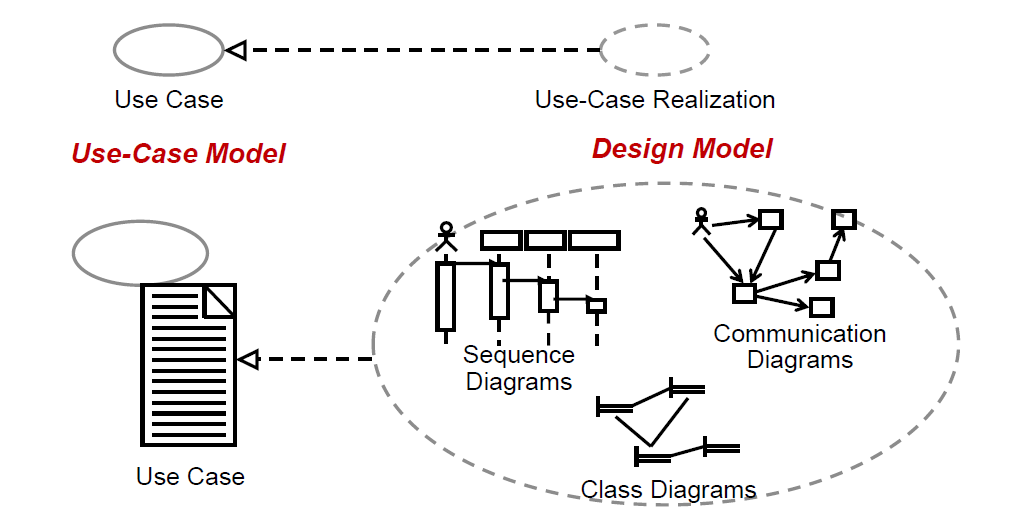 Use Case
Use-Case Realization
Use-Case Model
Design Model
Sequence
Diagrams
Communication
Diagrams
Use Case
Class Diagrams